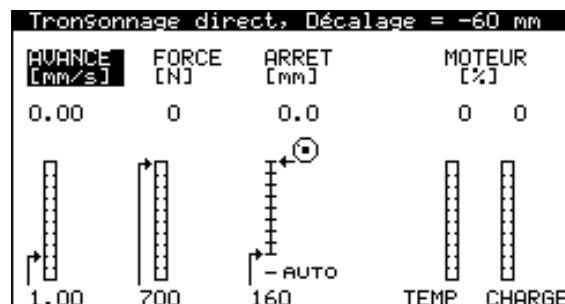 Tronçonnage direct, Décalage = -60 mm
AVANCE FORCE ARRET MOTEUR
[mm/s] [N] [mm] [%]
0.00 0 0.0 0 0
- AUTO
1.00 700 160 TEMP CHARGE